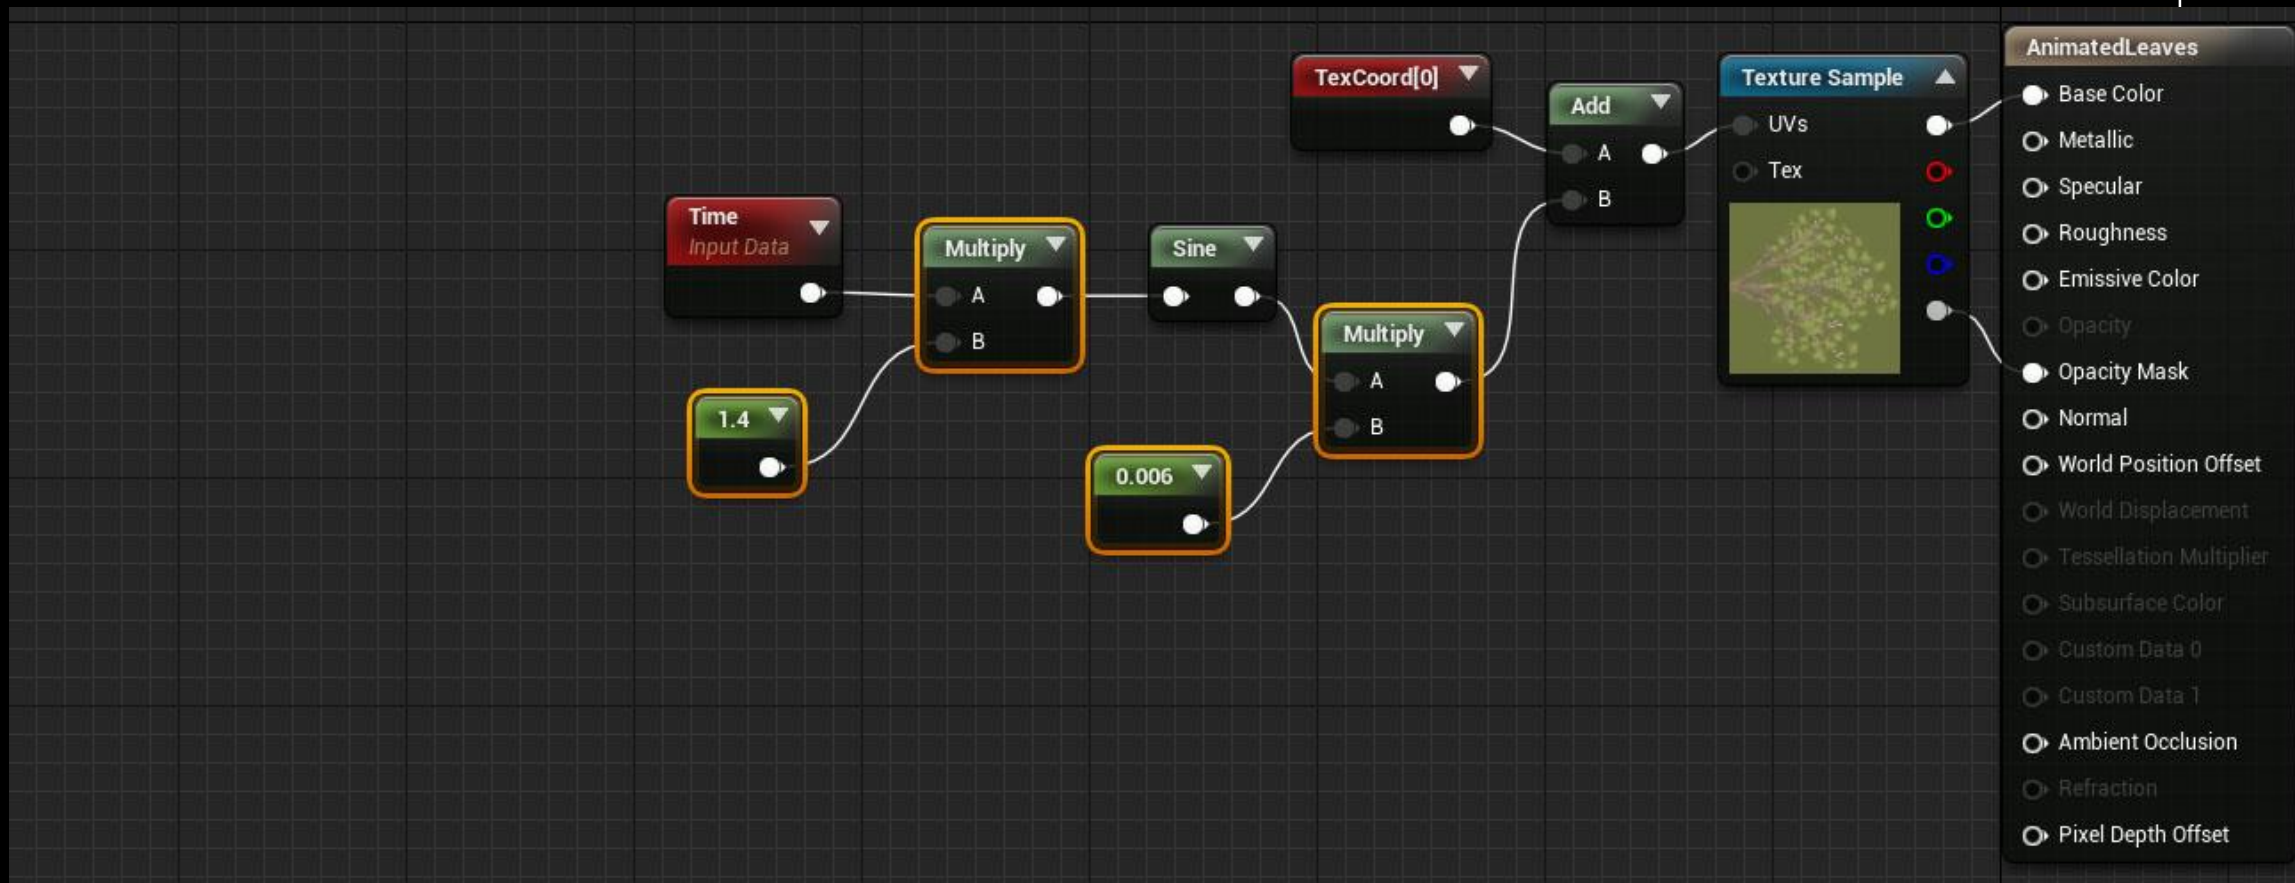 Time
Input Data
1.4
Multiply
A
B
Sine
0.006
Multiply
A
B
TexCoord[0]
Add
A
B
Texture Sample
UVs
Tex
AnimatedLeaves
Base Color
Metallic
Specular
Roughness
Emissive Color
Opacity
Opacity Mask
Normal
World Position Offset
World Displacement
Tessellation Multiplier
Subsurface Color
Custom Data 0
Custom Data 1
Ambient Occlusion
Refraction
Pixel Depth Offset